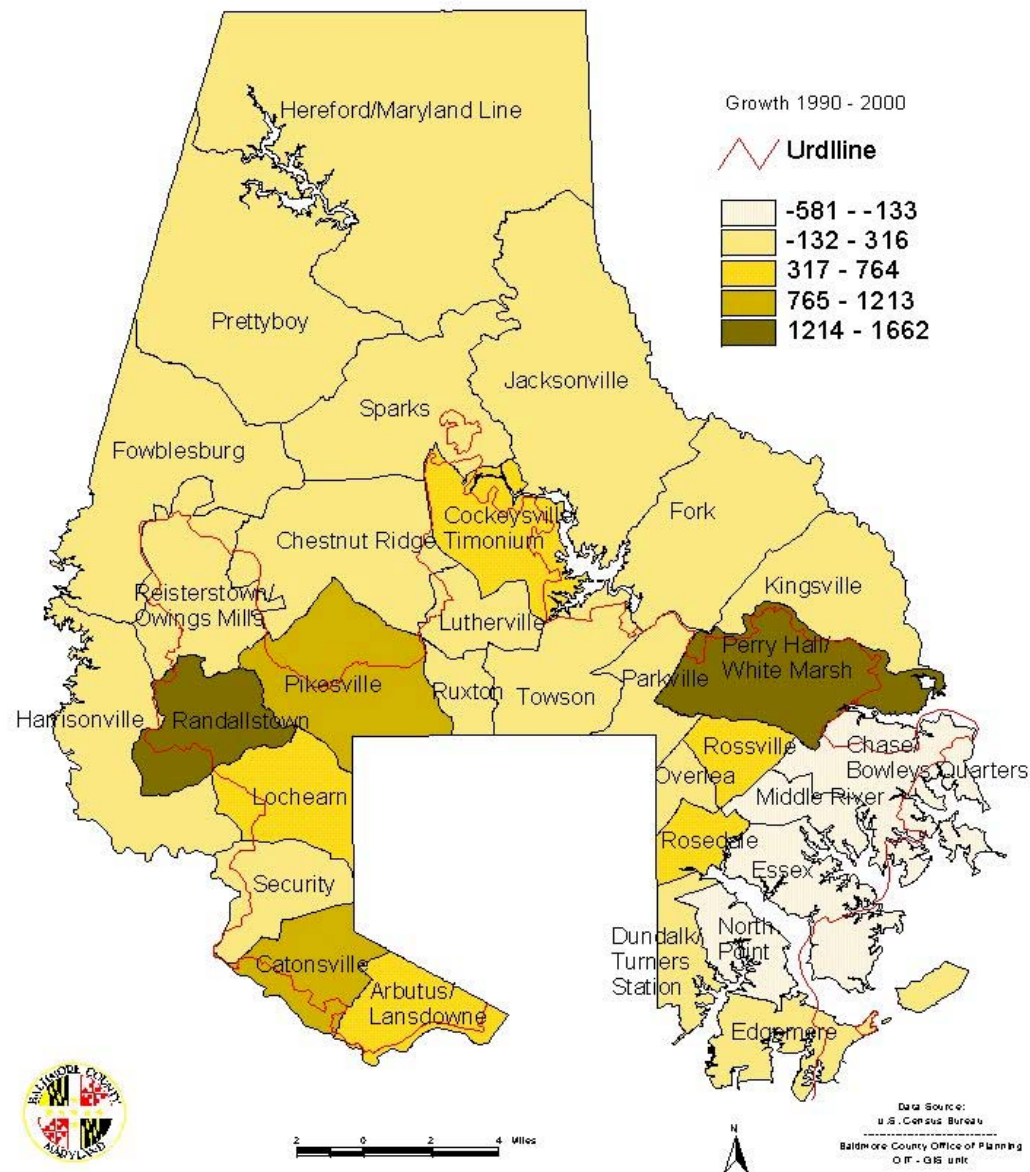 Growth 1990 - 2000
Urdlline
-581 - -133
-132 - 316
317 - 764
765 - 1213
1214 - 1662
Hereford/Maryland Line
Prettyboy
Jacksonville
Sparks
Fowblesburg
Fork
Cockeysville/
Timonium
Chestnut Ridge
Kingsville
Reisterstown/
Owings Mills
Lutherville
Perry Hall/
White Marsh
Pikesville
Ruxton
Towson
Parkville
Harrisonville
Randallstown
Rossville
Chase/
Bowleys Quarters
Overlea
Middle River
Lochearn
Rosedale
Essex
Security
North
Point
Dundalk/
Turners
Station
Catonsville
Arbutus/
Lansdowne
Edgemere
BALTIMORE COUNTY
MARYLAND
2 0 2 4 Miles
N
Data Source:
U.S. Census Bureau
Baltimore County Office of Planning
OIT - GIS Unit